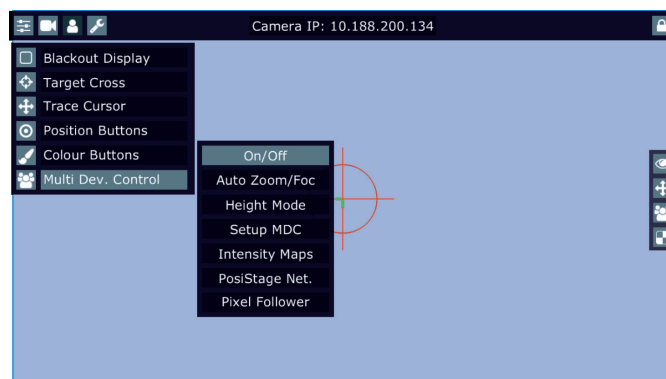 Camera IP: 10.188.200.134
Blackout Display
Target Cross
Trace Cursor
Position Buttons
Colour Buttons
Multi Dev. Control
On/Off
Auto Zoom/Foc
Height Mode
Setup MDC
Intensity Maps
PosiStage Net.
Pixel Follower